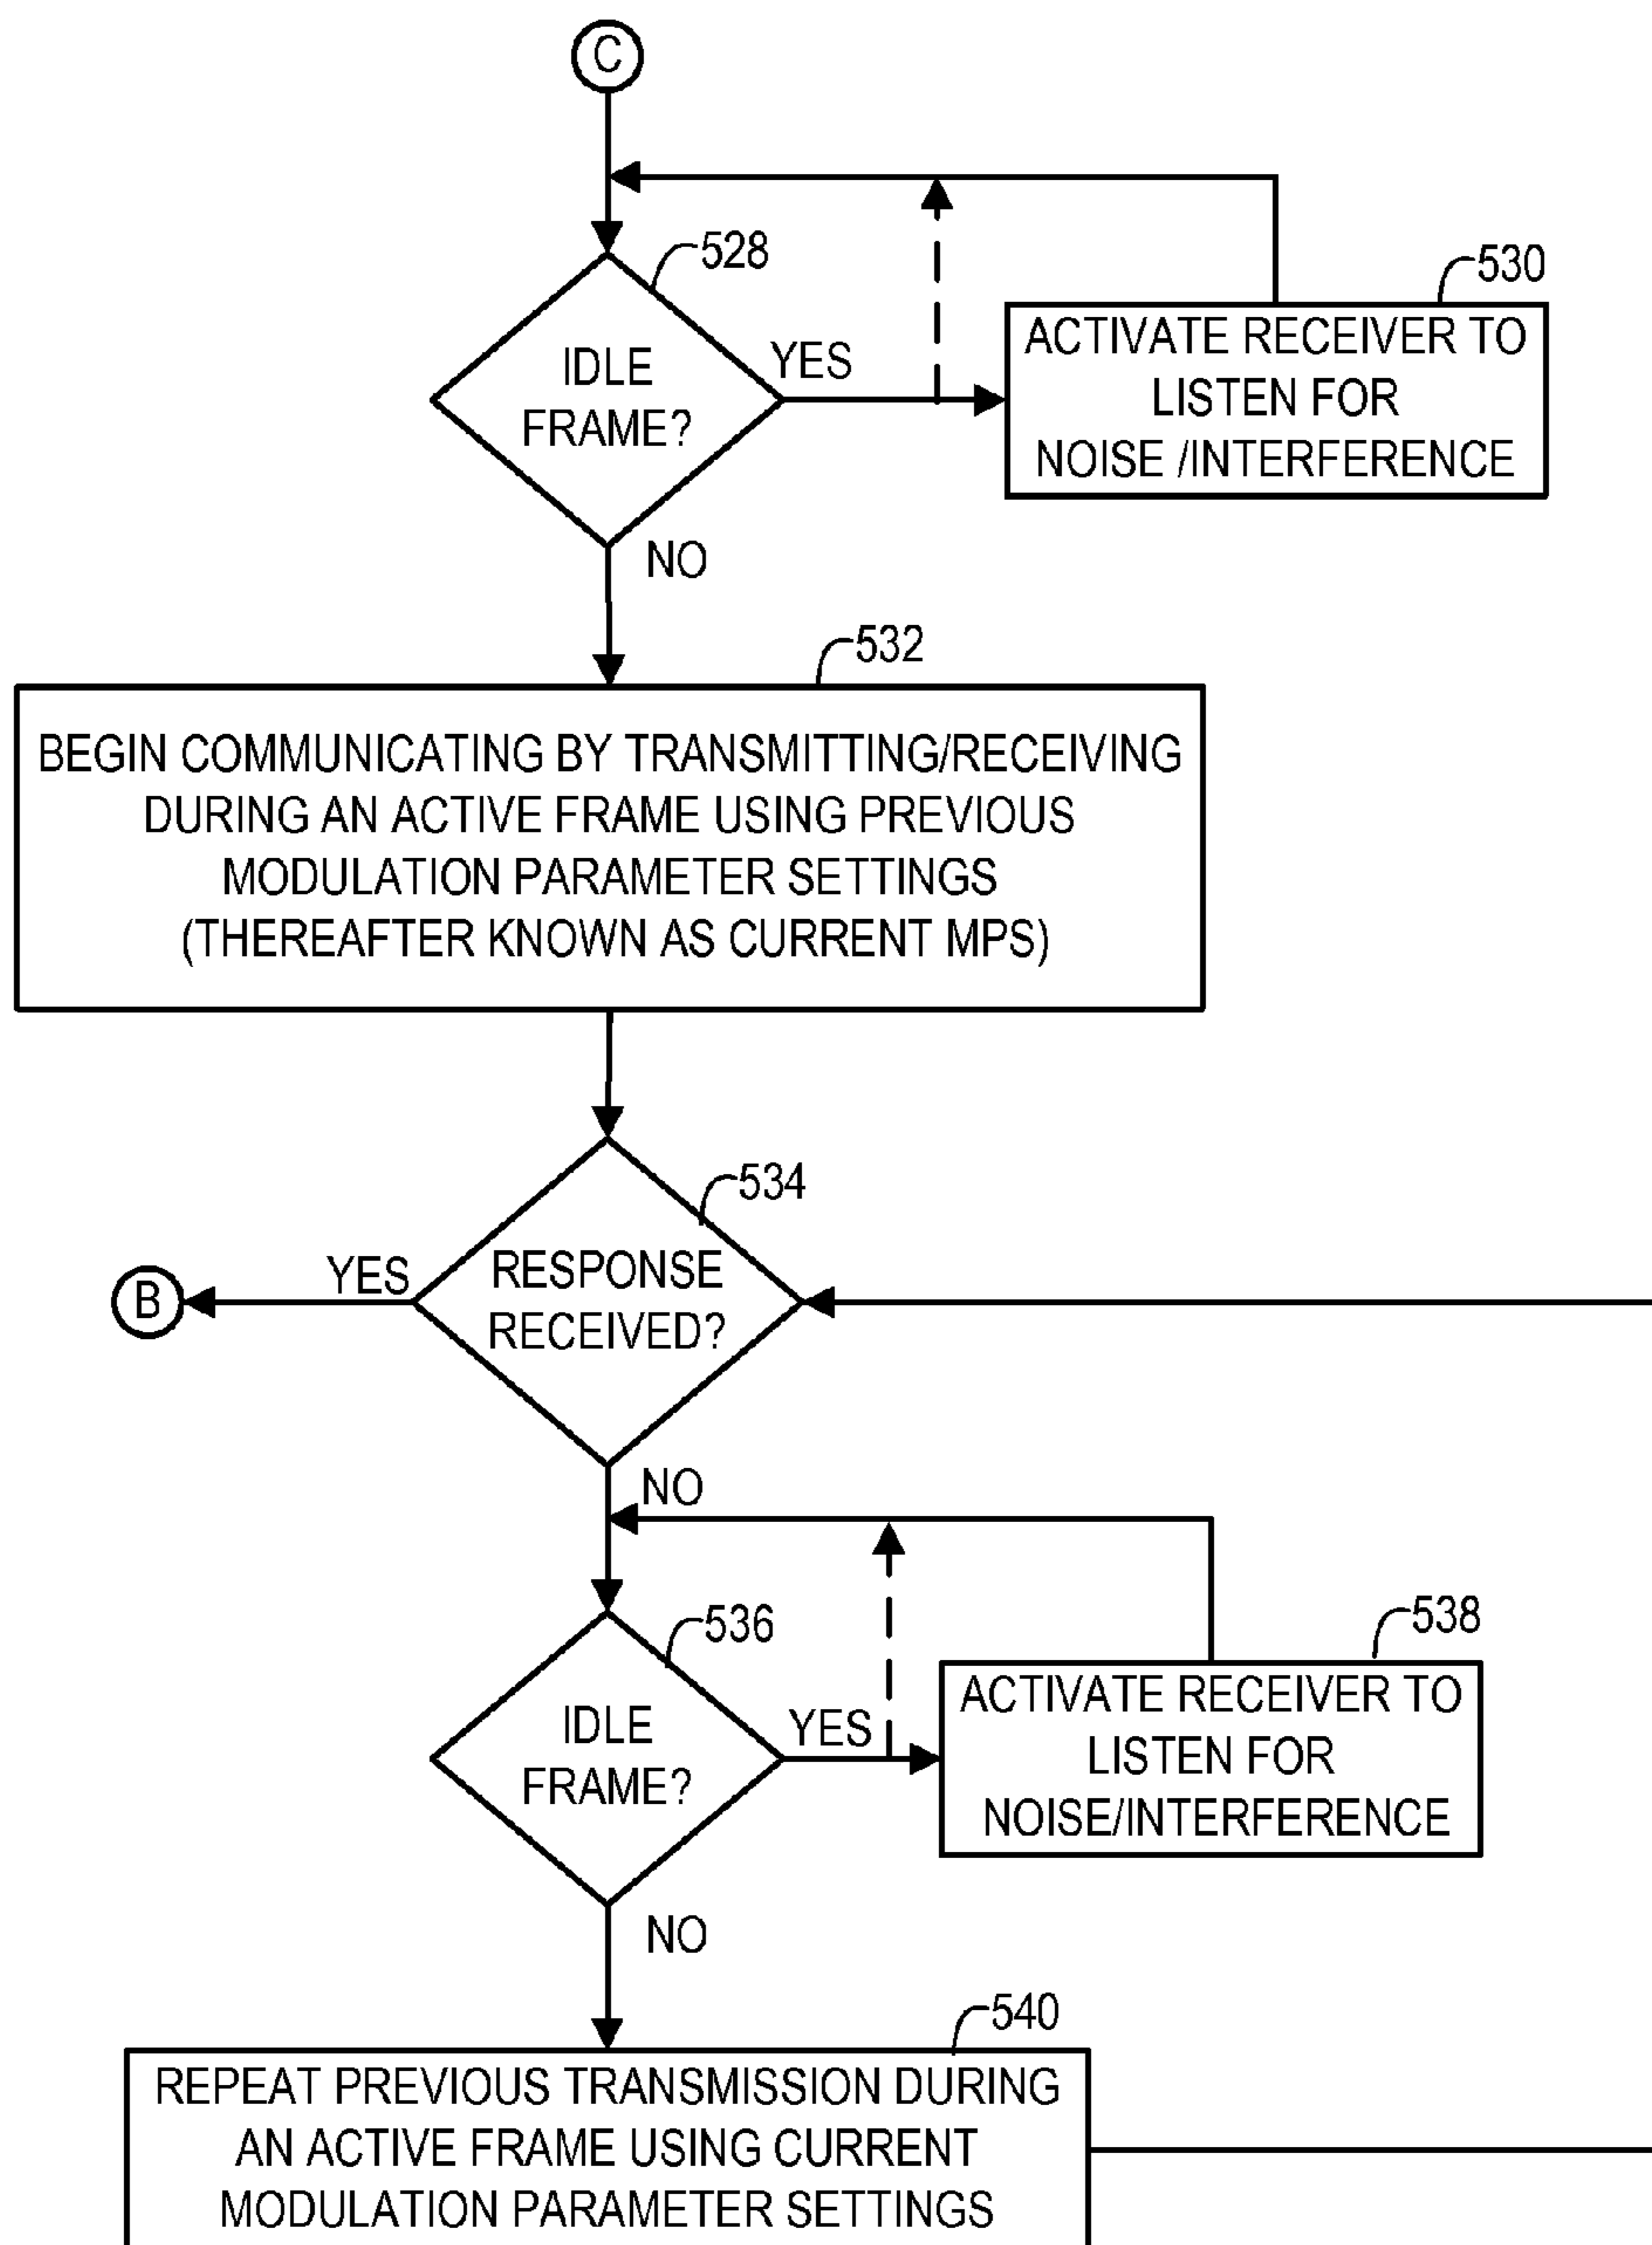 C
528
530
IDLE
FRAME?
YES
ACTIVATE RECEIVER TO
LISTEN FOR
NOISE /INTERFERENCE
NO
532
BEGIN COMMUNICATING BY TRANSMITTING/RECEIVING
DURING AN ACTIVE FRAME USING PREVIOUS
MODULATION PARAMETER SETTINGS
(THEREAFTER KNOWN AS CURRENT MPS)
534
B
YES
RESPONSE
RECEIVED?
NO
536
538
IDLE
FRAME?
YES
ACTIVATE RECEIVER TO
LISTEN FOR
NOISE/INTERFERENCE
NO
540
REPEAT PREVIOUS TRANSMISSION DURING
AN ACTIVE FRAME USING CURRENT
MODULATION PARAMETER SETTINGS